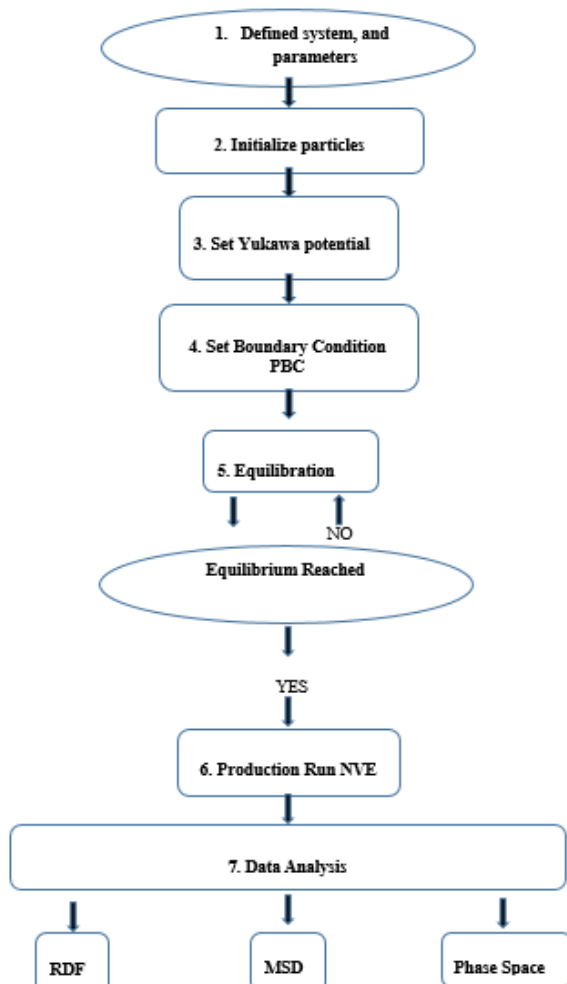 1. Defined system, and
parameters
2. Initialize particles
3. Set Yukawa potential
4. Set Boundary Condition
PBC
5. Equilibration
NO
Equilibrium Reached
YES
6. Production Run NVE
7. Data Analysis
RDF
MSD
Phase Space